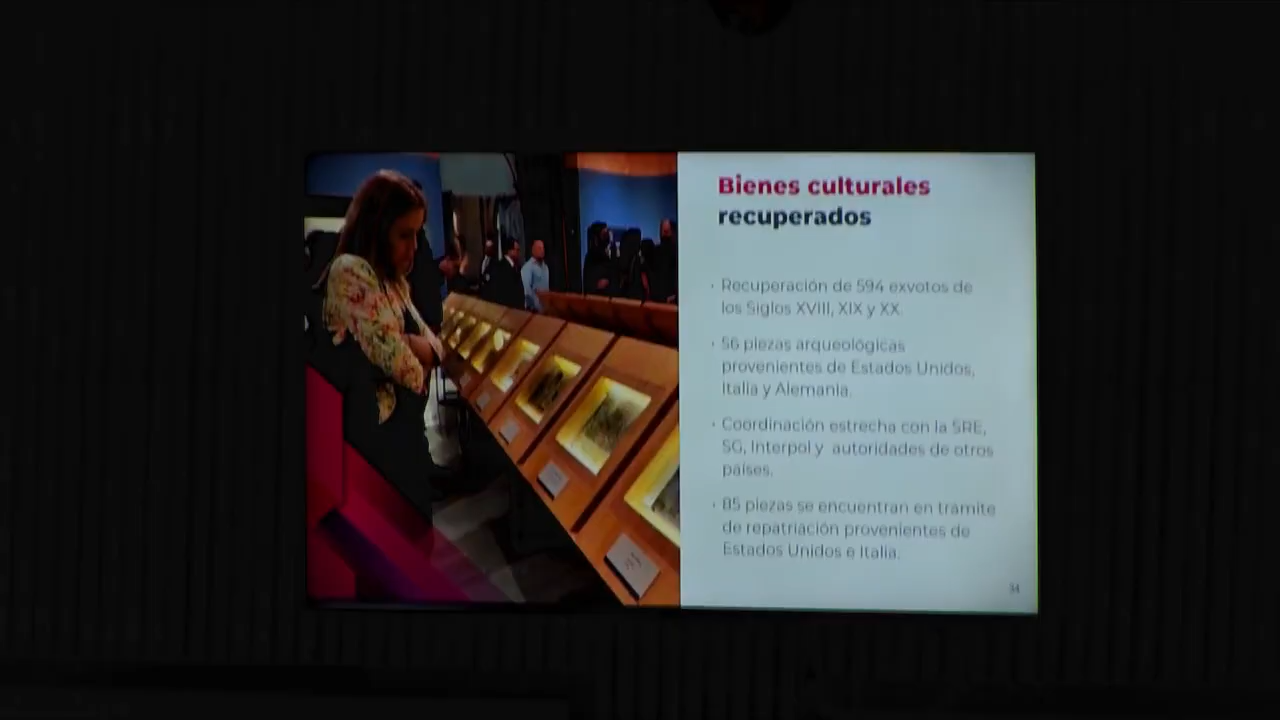 Bienes culturales
recuperados
· Recuperación de 594 exvotos de
los Siglos XVIII, XIX y XX.
· 56 piezas arqueológicas
provenientes de Estados Unidos,
Italia y Alemania.
· Coordinación estrecha con la SRE,
SG, Interpol y autoridades de otros
países.
· 85 piezas se encuentran en trámite
de repatriación provenientes de
Estados Unidos e Italia.
34